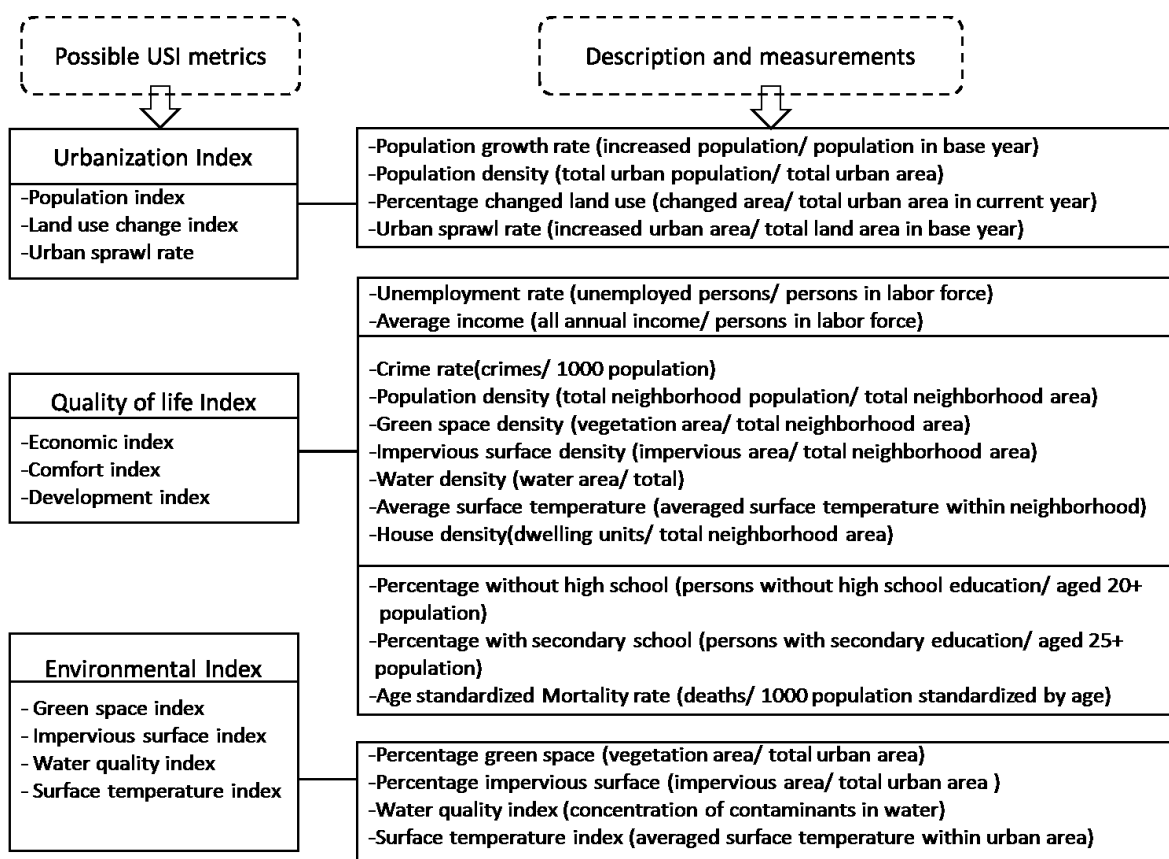 Possible USI metrics
Description and measurements
Urbanization Index
-Population index
-Land use change index
-Urban sprawl rate
-Population growth rate (increased population/ population in base year)
-Population density (total urban population/ total urban area)
-Percentage changed land use (changed area/ total urban area in current year)
-Urban sprawl rate (increased urban area/ total land area in base year)
Quality of life Index
-Economic index
-Comfort index
-Development index
-Unemployment rate (unemployed persons/ persons in labor force)
-Average income (all annual income/ persons in labor force)
-Crime rate(crimes/ 1000 population)
-Population density (total neighborhood population/ total neighborhood area)
-Green space density (vegetation area/ total neighborhood area)
-Impervious surface density (impervious area/ total neighborhood area)
-Water density (water area/ total)
-Average surface temperature (averaged surface temperature within neighborhood)
-House density(dwelling units/ total neighborhood area)
-Percentage without high school (persons without high school education/ aged 20+
population)
-Percentage with secondary school (persons with secondary education/ aged 25+
population)
-Age standardized Mortality rate (deaths/ 1000 population standardized by age)
Environmental Index
- Green space index
- Impervious surface index
- Water quality index
- Surface temperature index
-Percentage green space (vegetation area/ total urban area)
-Percentage impervious surface (impervious area/ total urban area )
-Water quality index (concentration of contaminants in water)
-Surface temperature index (averaged surface temperature within urban area)